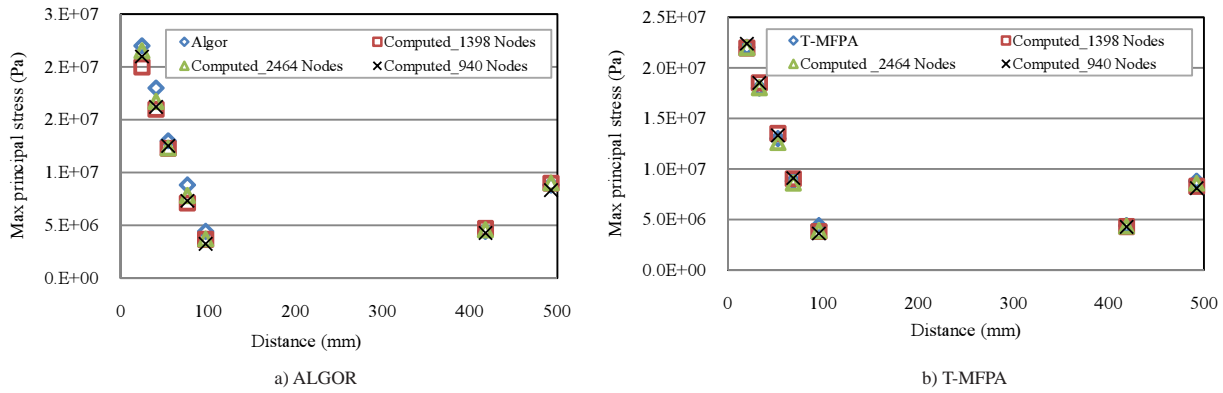 3.E+07
2.E+07
2.E+07
1.E+07
5.E+06
0.E+00
Max principal stress (Pa)
Algor
Computed_1398 Nodes
Computed_2464 Nodes
Computed_940 Nodes
0 100 200 300 400 500
Distance (mm)
a) ALGOR
2.5E+07
2.0E+07
1.5E+07
1.0E+07
5.0E+06
0.0E+00
Max principal stress (Pa)
T-MFPA
Computed_1398 Nodes
Computed _2464 Nodes
Computed_940 Nodes
0 100 200 300 400 500
Distance (mm)
b) T-MFPA